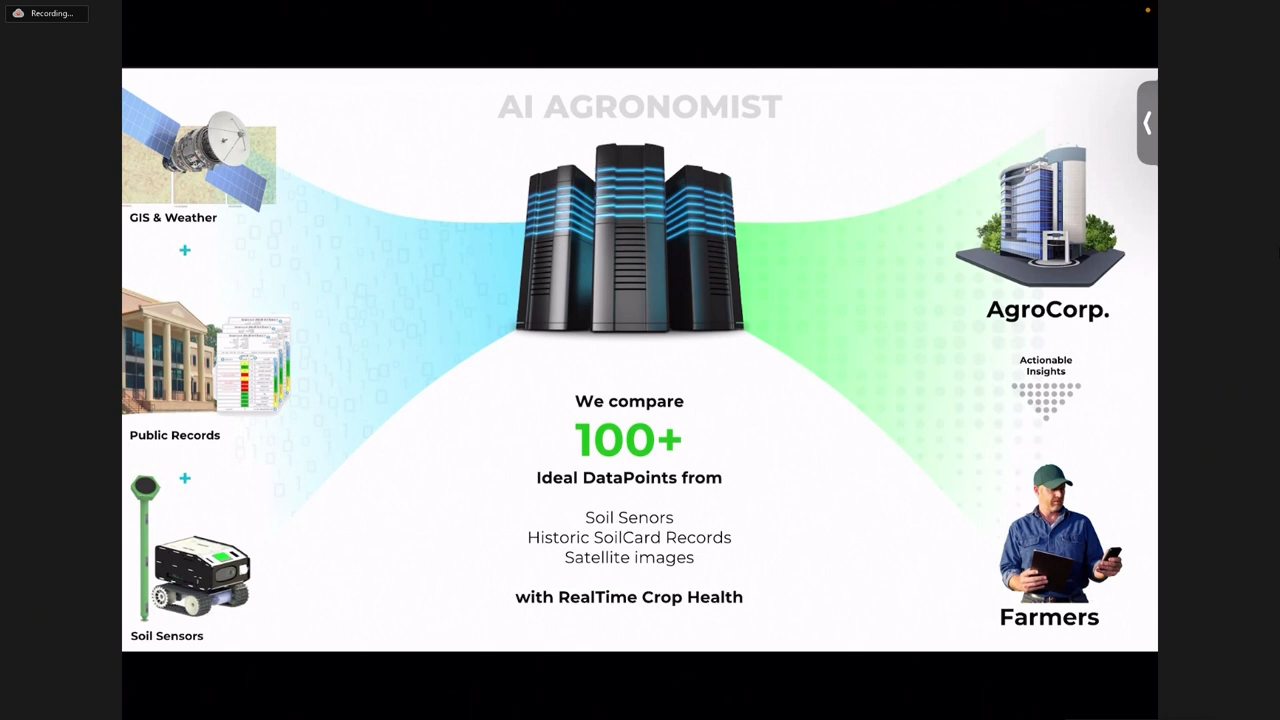 Recording...
AI AGRONOMIST
GIS & Weather
+
Public Records
+
Soil Sensors
We compare
100+
Ideal DataPoints from
Soil Senors
Historic SoilCard Records
Satellite images
with RealTime Crop Health
AgroCorp.
Actionable
Insights
Farmers